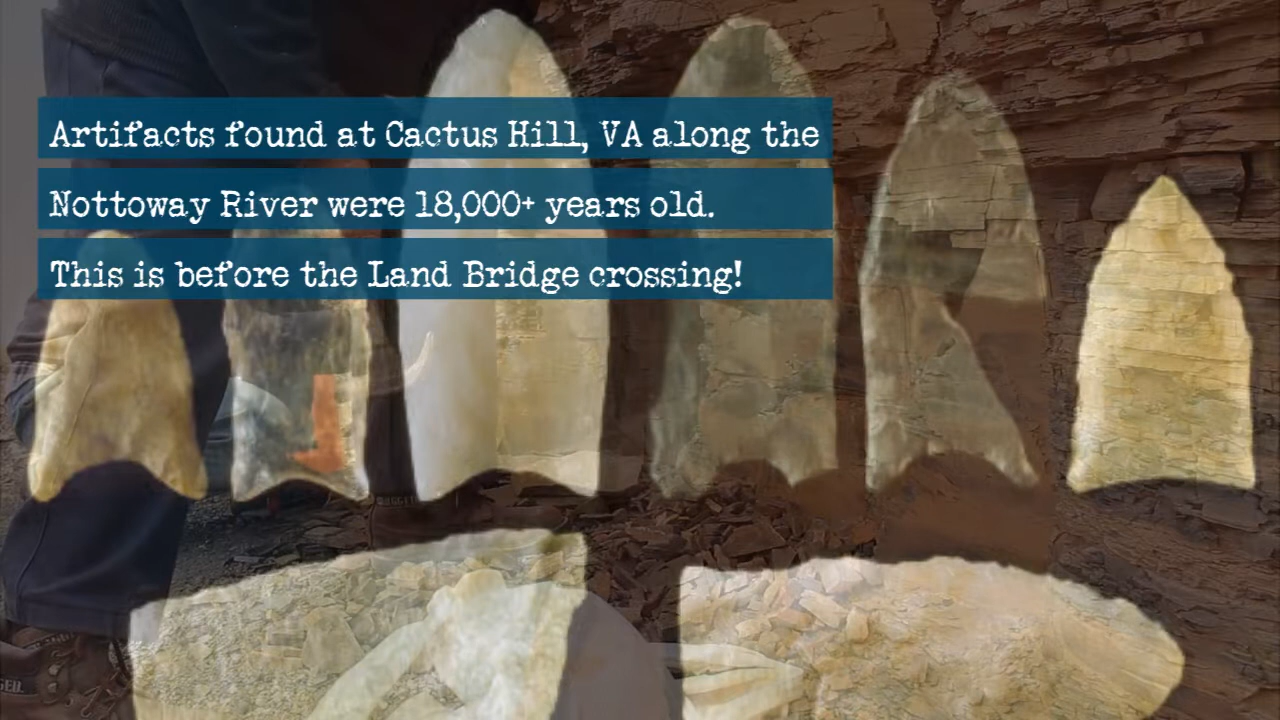 Artifacts found at Cactus Hill, VA along the
Nottoway River were 18,000+ years old.
This is before the Land Bridge crossing!